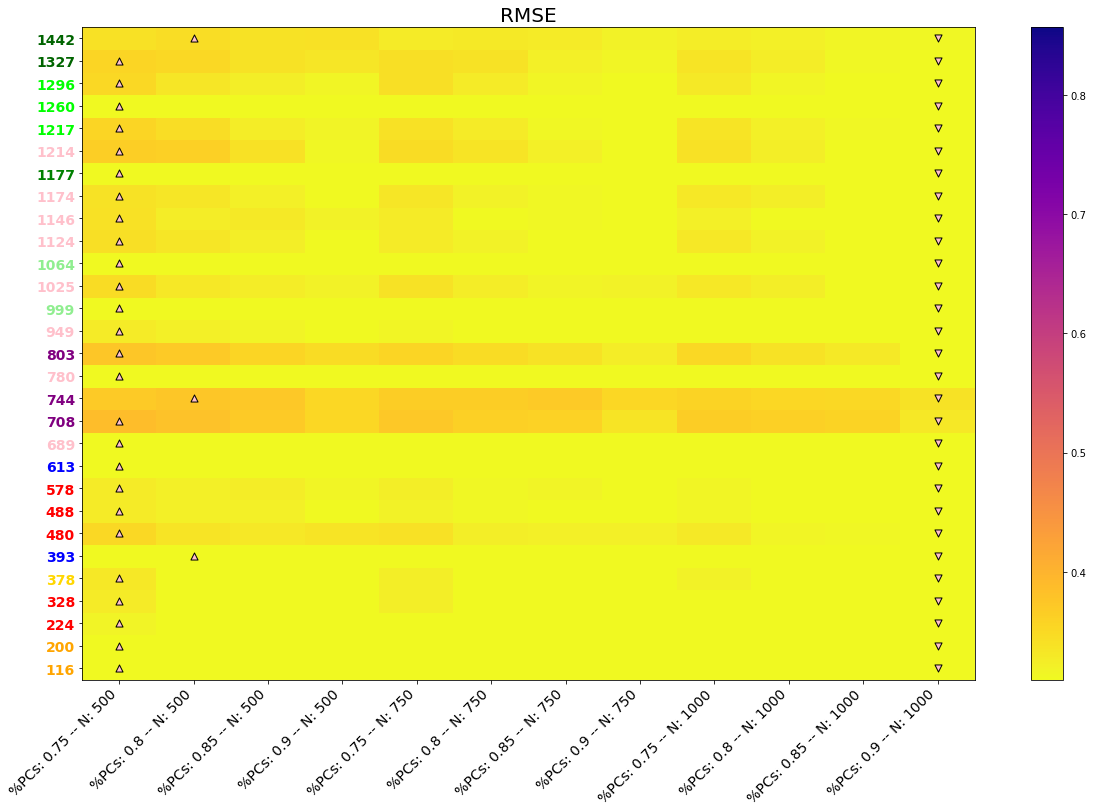 RMSE
1442
1327
1296
1260
1217
1214
1177
1174
1146
1124
1064
1025
999
949
803
780
744
708
689
613
578
488
480
393
378
328
224
200
116
%PCs: 0.75 -- N: 500
%PCs: 0.8 -- N: 500
%PCs: 0.85 -- N: 500
%PCs: 0.9 -- N: 500
%PCs: 0.75 -- N: 750
%PCs: 0.8 -- N: 750
%PCs: 0.85 -- N: 750
%PCs: 0.9 -- N: 750
%PCs: 0.75 -- N: 1000
%PCs: 0.8 -- N: 1000
%PCs: 0.85 -- N: 1000
%PCs: 0.9 -- N: 1000
0.8
0.7
0.6
0.5
0.4